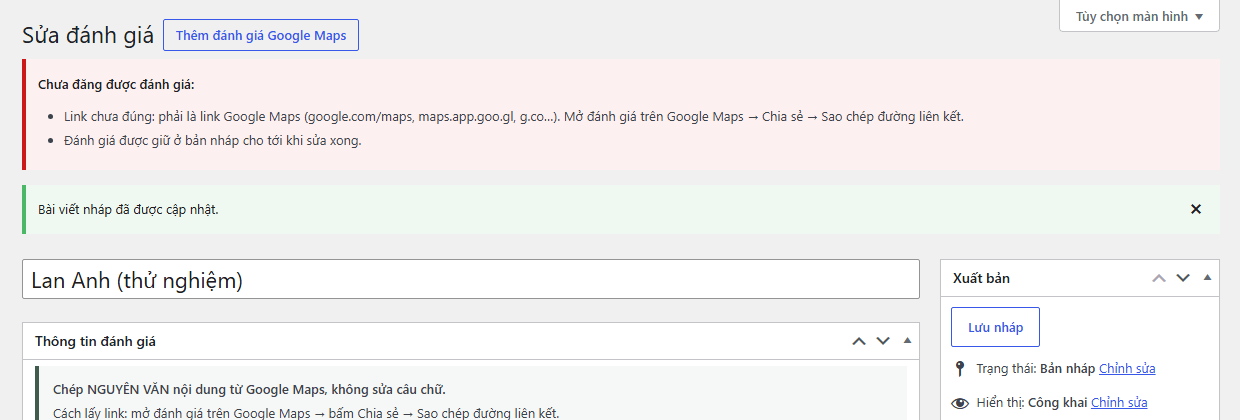 Tùy chọn màn hình
Sửa đánh giá
Thêm đánh giá Google Maps
Chưa đăng được đánh giá:
Link chưa đúng: phải là link Google Maps (google.com/maps, maps.app.goo.gl, g.co...). Mở đánh giá trên Google Maps → Chia sẻ → Sao chép đường liên kết.
Đánh giá được giữ ở bản nháp cho tới khi sửa xong.
Bài viết nháp đã được cập nhật.
Lan Anh (thử nghiệm)
Xuất bản
Lưu nháp
Trạng thái: Bản nháp Chỉnh sửa
Hiển thị: Công khai Chỉnh sửa
Thông tin đánh giá
Chép NGUYÊN VĂN nội dung từ Google Maps, không sửa câu chữ.
Cách lấy link: mở đánh giá trên Google Maps → bấm Chia sẻ → Sao chép đường liên kết.